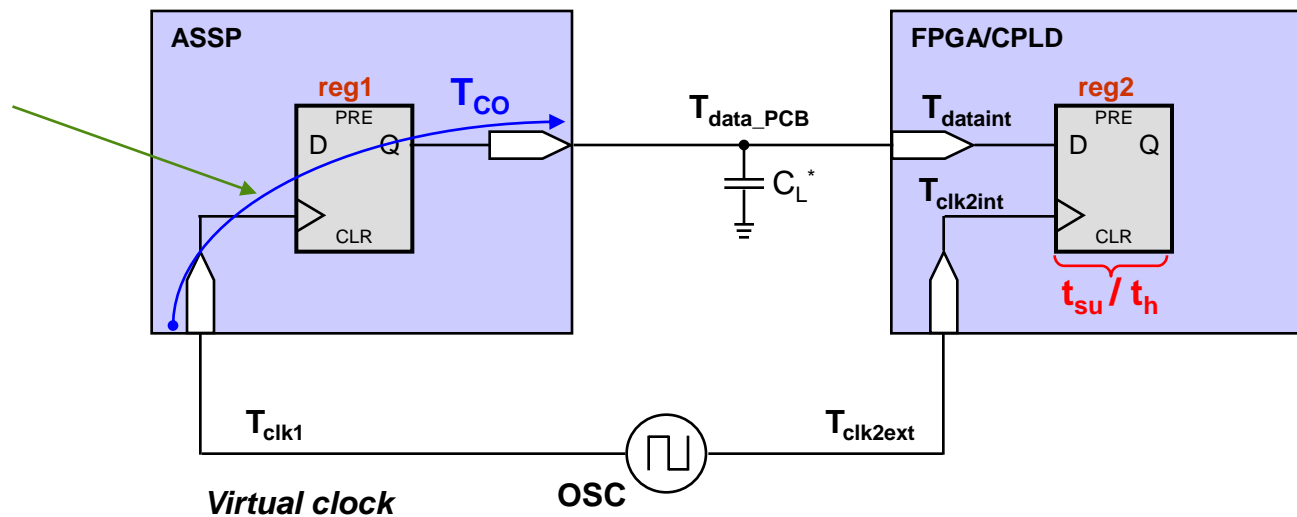 ASSP
FPGA/CPLD
reg1
T_CO
PRE
D Q
CLR
T_data_PCB
C_L*
T_dataint
reg2
PRE
D Q
T_clk2int
CLR
t_su / t_h
T_clk1
T_clk2ext
OSC
Virtual clock